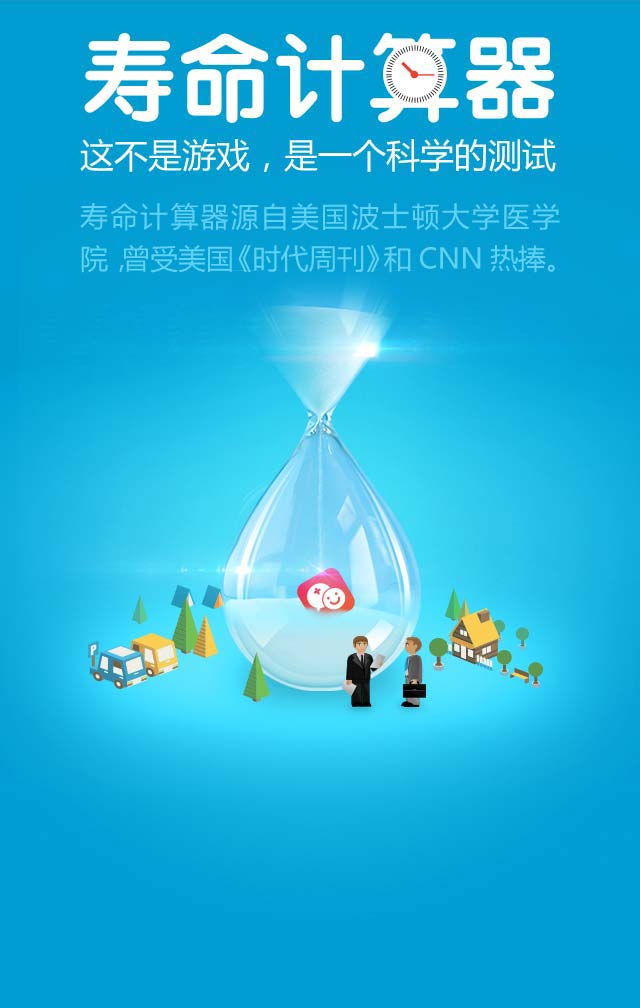 寿命计算器
这不是游戏，是一个科学的测试
寿命计算器源自美国波士顿大学医学
院，曾受美国《时代周刊》和 CNN 热捧。
P